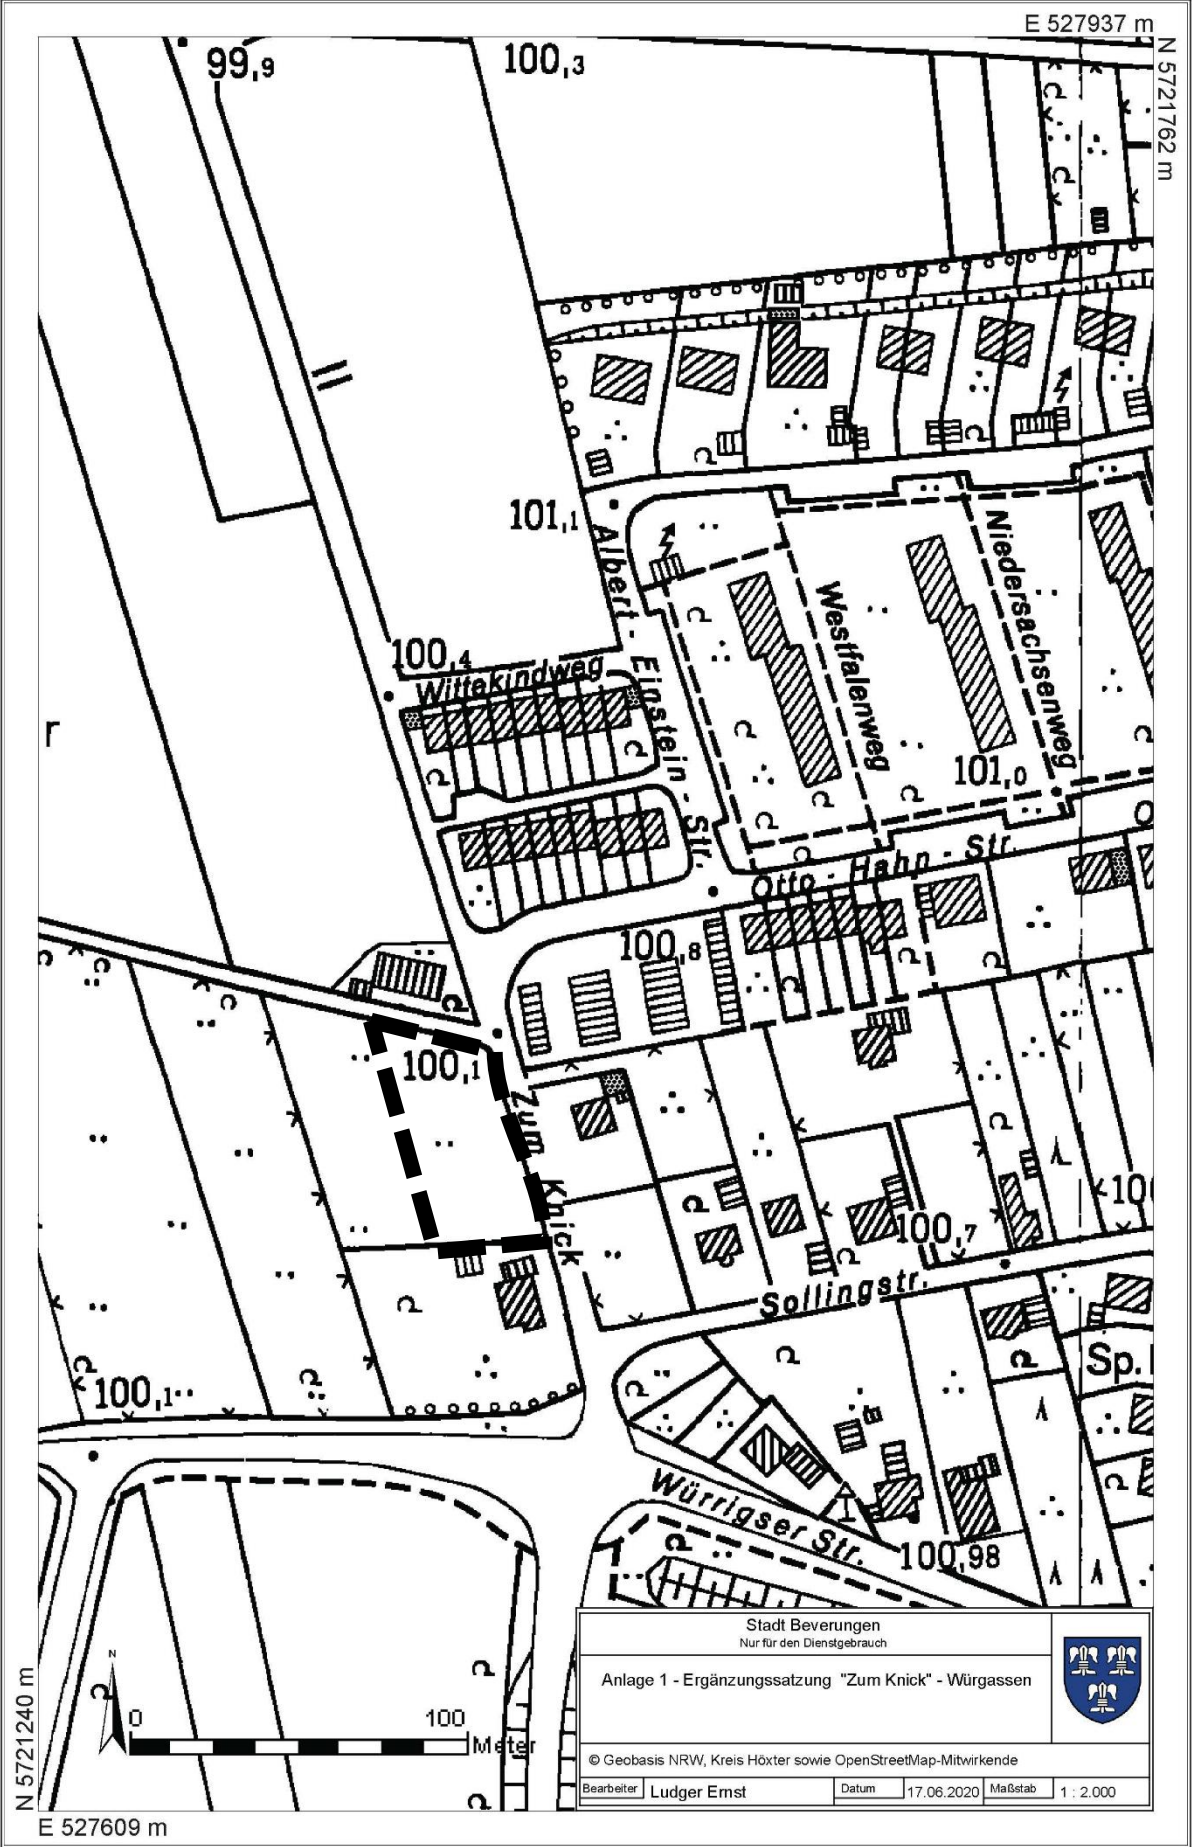 E 527937 m
N 5721762 m
99,9
100,3
101,1
Albert - Einstein - Str.
Niedersachsenweg
Westfalenweg
100,4
Wittekindweg
r
101,0
Otto - Hahn - Str.
O
100,8
100,1
Zum Knick
100,7
100
Sollingstr.
100,1
Sp.
Würrigser Str.
100,98
N
0 100
Meter
N 5721240 m
E 527609 m
Stadt Beverungen
Nur für den Dienstgebrauch
Anlage 1 - Ergänzungssatzung "Zum Knick" - Würgassen
© Geobasis NRW, Kreis Höxter sowie OpenStreetMap-Mitwirkende
Bearbeiter Ludger Ernst Datum 17.06.2020 Maßstab 1 : 2.000